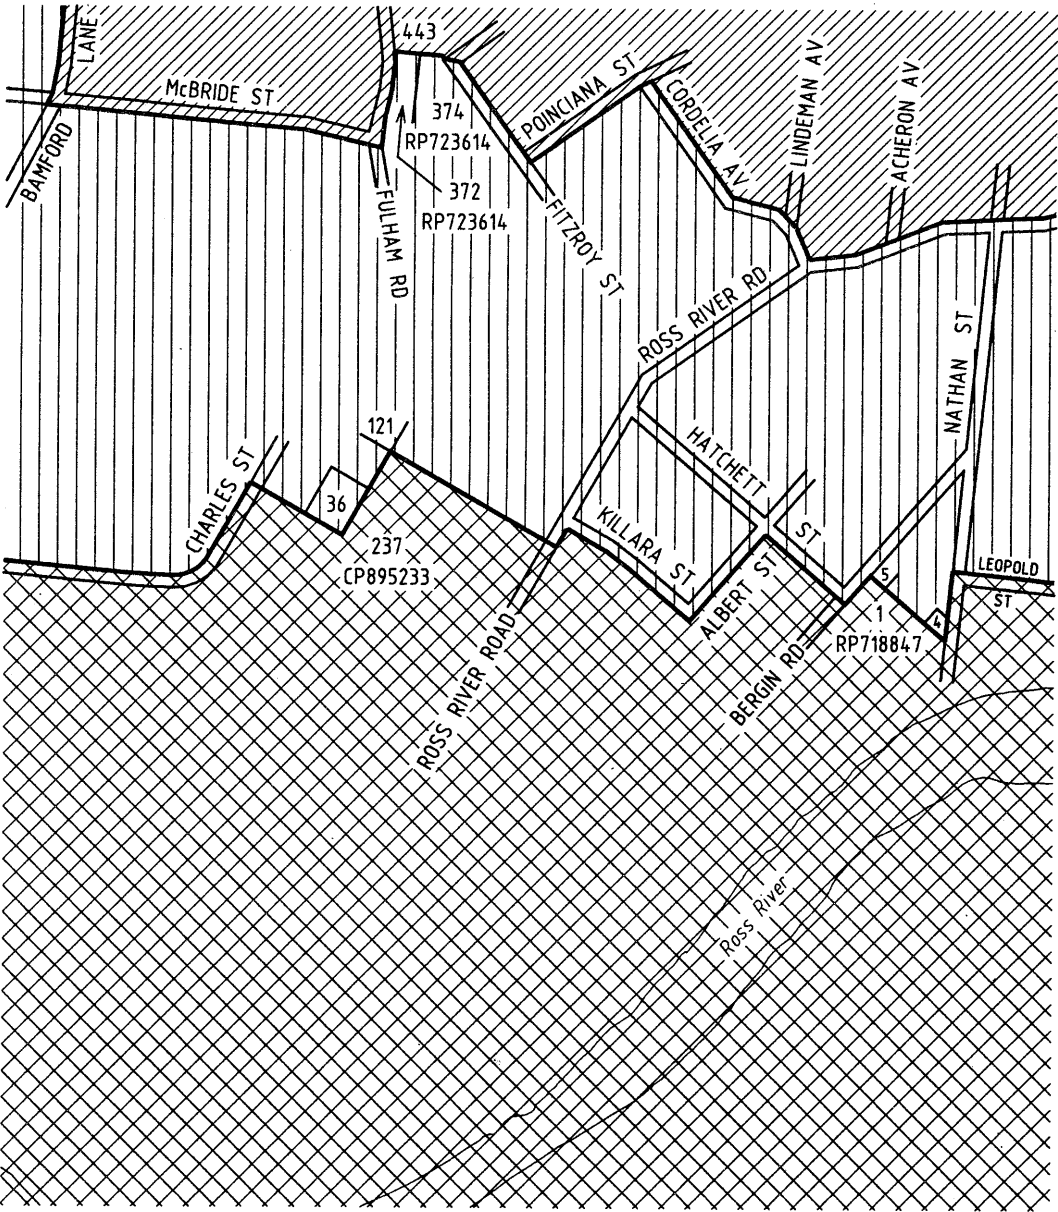 LANE
443
McBRIDE ST
374
RP723614
POINCIANA ST
CORDELIA AV
LINDEMAN AV
ACHERON AV
BAMFORD
372
RP723614
FULHAM RD
FITZROY ST
ROSS RIVER RD
NATHAN ST
121
HATCHETT ST
CHARLES ST
36
237
CP895233
KILLARA ST
ALBERT ST
5
1
RP718847
4
LEOPOLD
ST
ROSS RIVER ROAD
BERGIN RD
Ross River